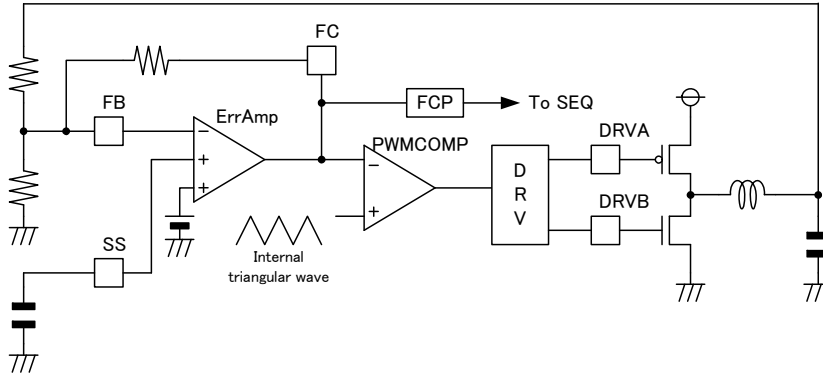 FC
FB
ErrAmp
FCP
To SEQ
DRVA
PWMCOMP
D
R
V
DRVB
SS
Internal
triangular wave
−
+
+
−
+